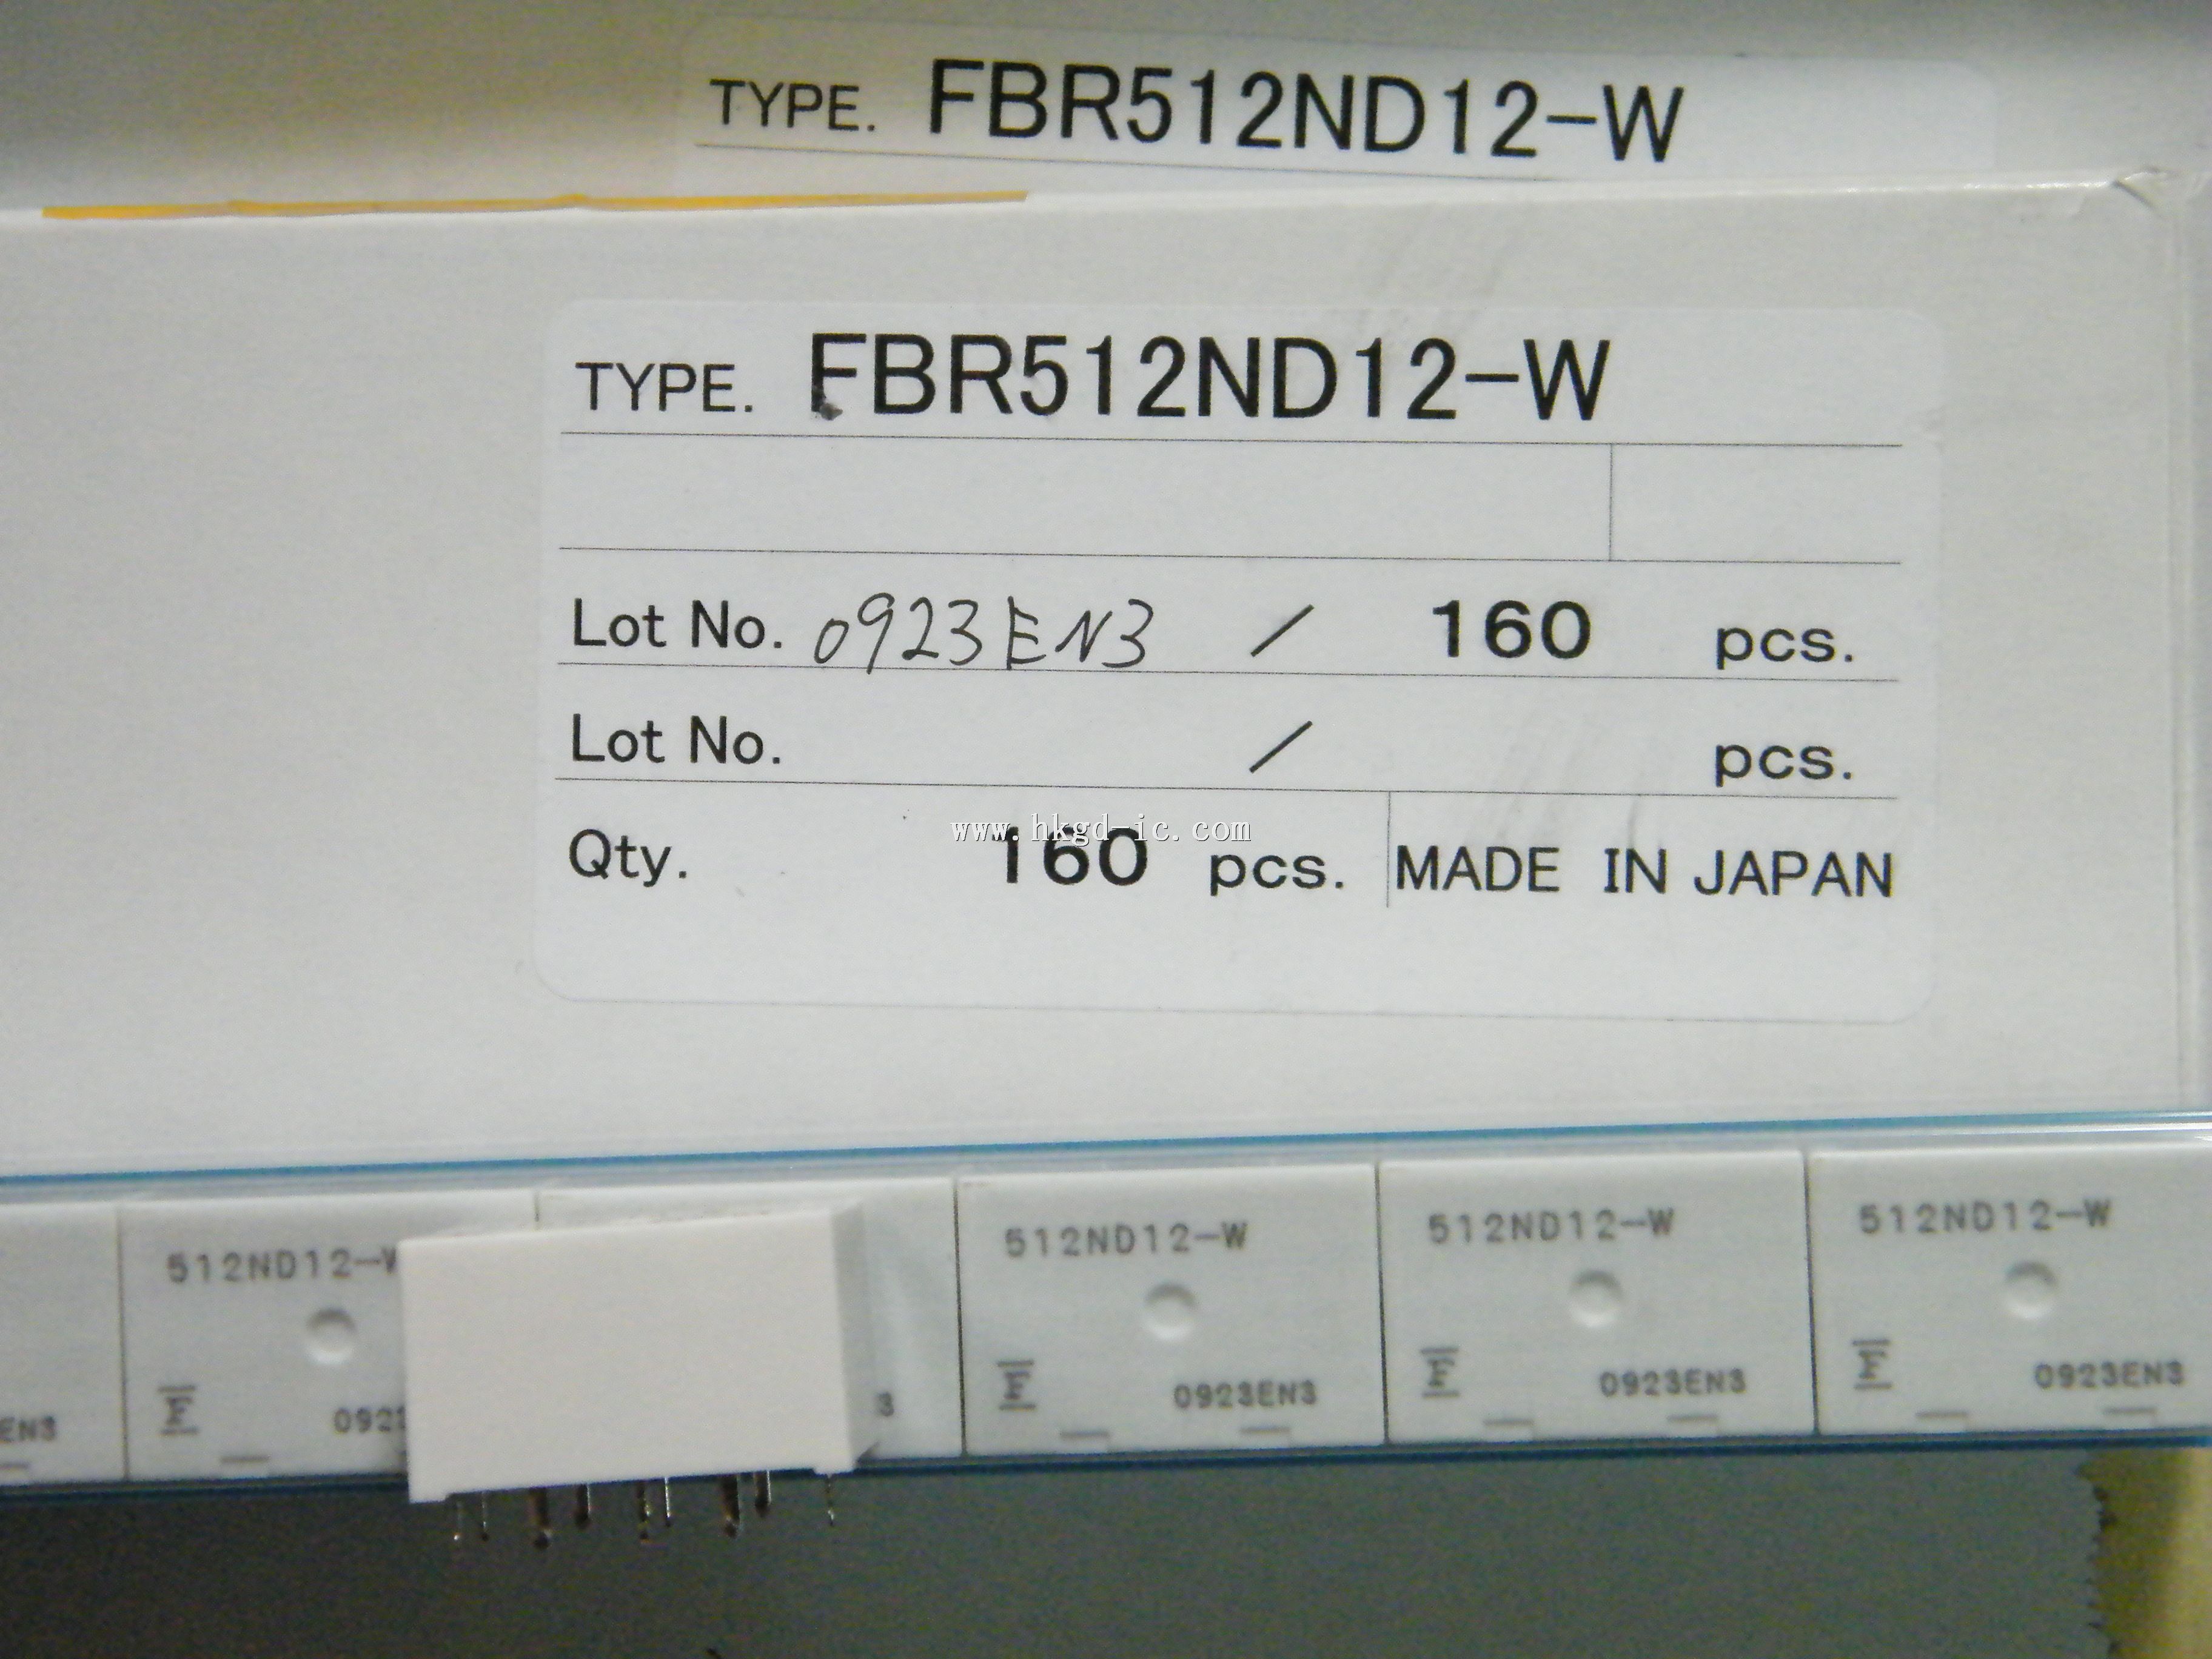 TYPE. FBR512ND12-W
TYPE. FBR512ND12-W
Lot No. 0923EN3 / 160 pcs.
Lot No. / pcs.
Qty. 160 pcs. MADE IN JAPAN
www.hkgd-ic.com
512ND12-W 512ND12-W 512ND12-W 512ND12-W
EN3 092 3 0923EN3 0923EN3 0923EN3